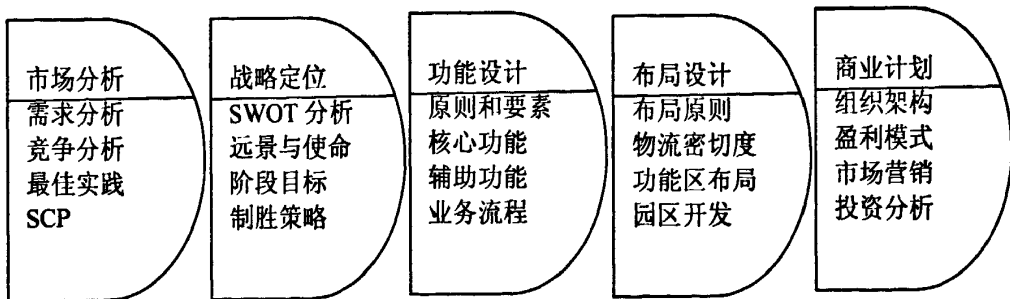 市场分析
需求分析
竞争分析
最佳实践
SCP
战略定位
SWOT 分析
远景与使命
阶段目标
制胜策略
功能设计
原则和要素
核心功能
辅助功能
业务流程
布局设计
布局原则
物流密切度
功能区布局
园区开发
商业计划
组织架构
盈利模式
市场营销
投资分析